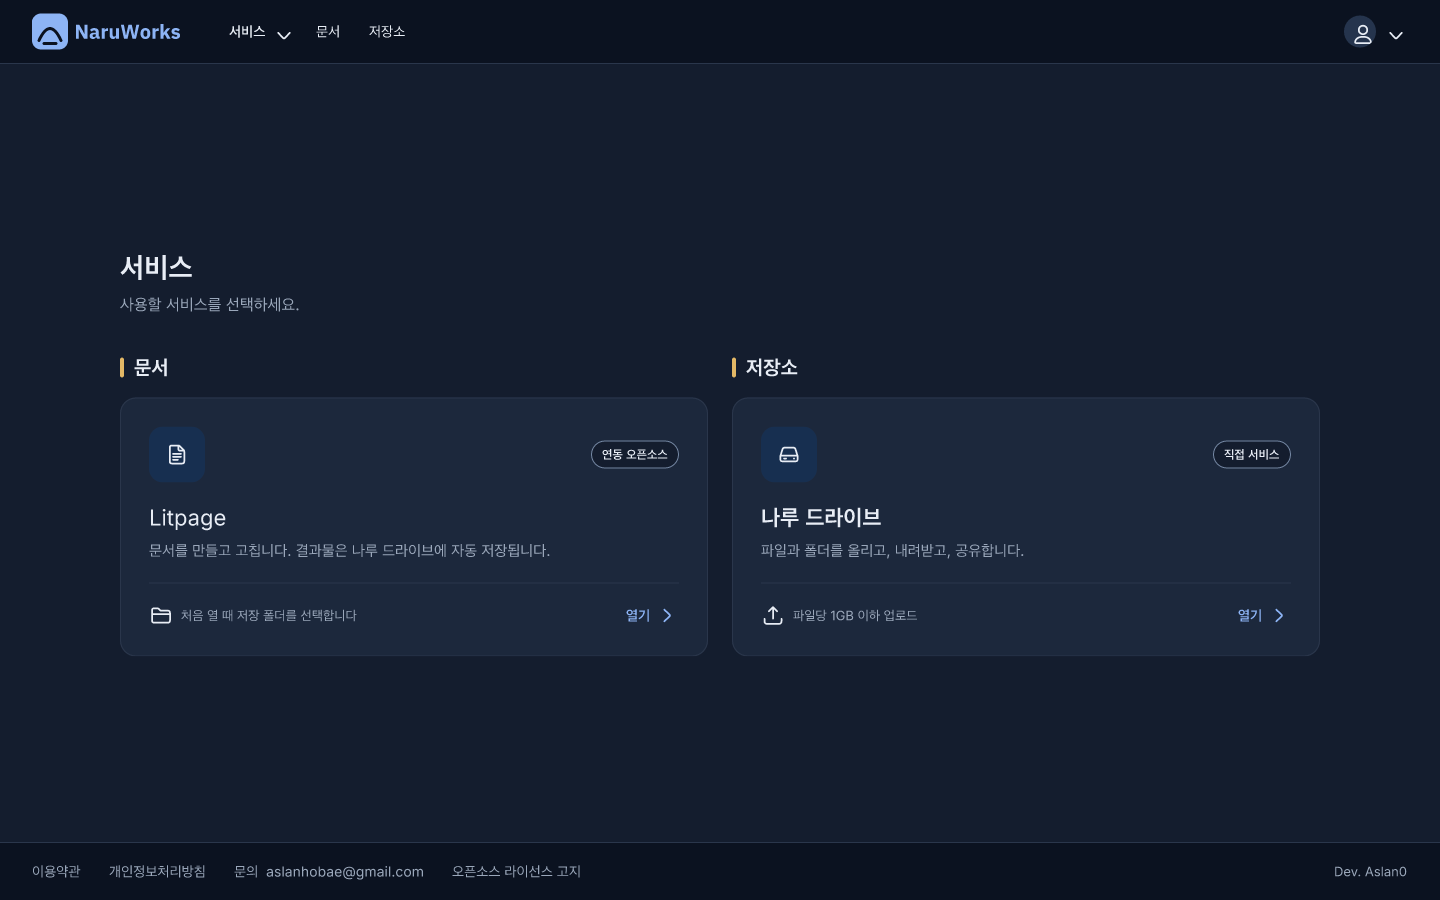 NaruWorks 서비스 문서 저장소
서비스
사용할 서비스를 선택하세요.
문서
연동 오픈소스
Litpage
문서를 만들고 고칩니다. 결과물은 나루 드라이브에 자동 저장됩니다.
처음 열 때 저장 폴더를 선택합니다 열기
저장소
직접 서비스
나루 드라이브
파일과 폴더를 올리고, 내려받고, 공유합니다.
파일당 1GB 이하 업로드 열기
이용약관 개인정보처리방침 문의 aslanhobae@gmail.com 오픈소스 라이선스 고지 Dev. Aslan0